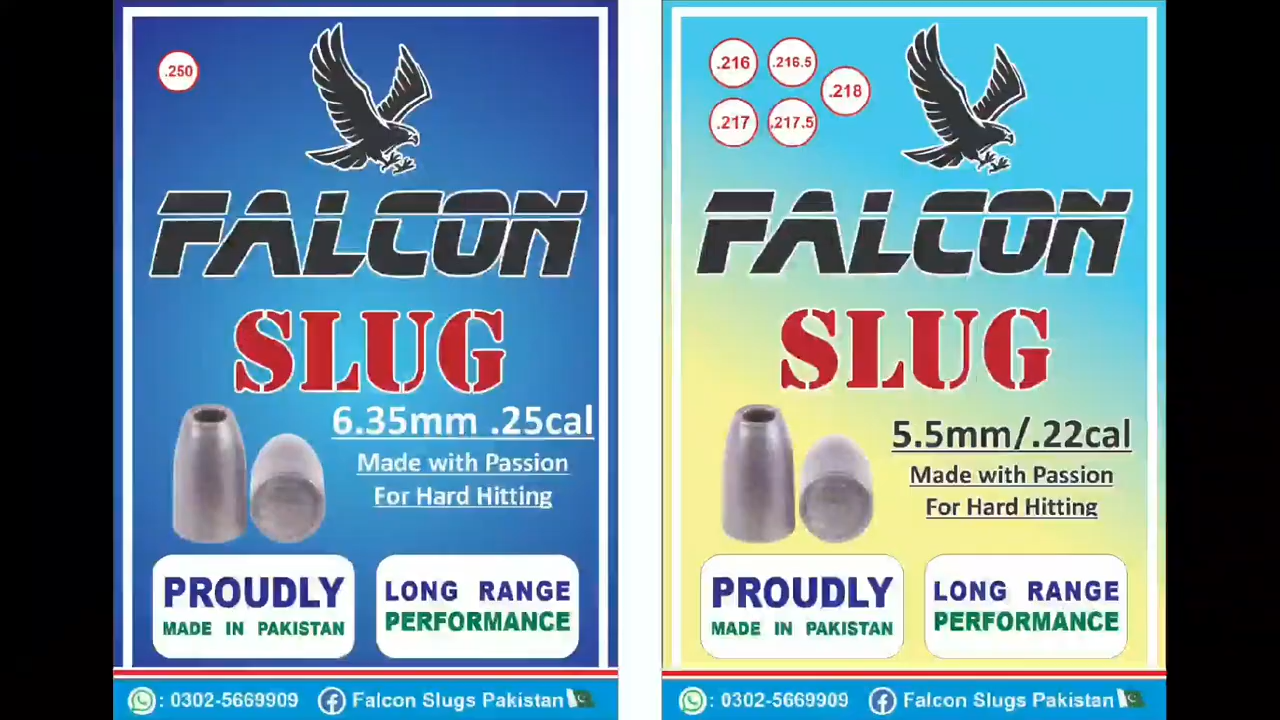 .250
FALCON
SLUG
6.35mm .25cal
Made with Passion
For Hard Hitting
PROUDLY
MADE IN PAKISTAN
LONG RANGE
PERFORMANCE
: 0302-5669909 Falcon Slugs Pakistan
.216 .216.5
.218
.217 .217.5
FALCON
SLUG
5.5mm/.22cal
Made with Passion
For Hard Hitting
PROUDLY
MADE IN PAKISTAN
LONG RANGE
PERFORMANCE
: 0302-5669909 Falcon Slugs Pakistan